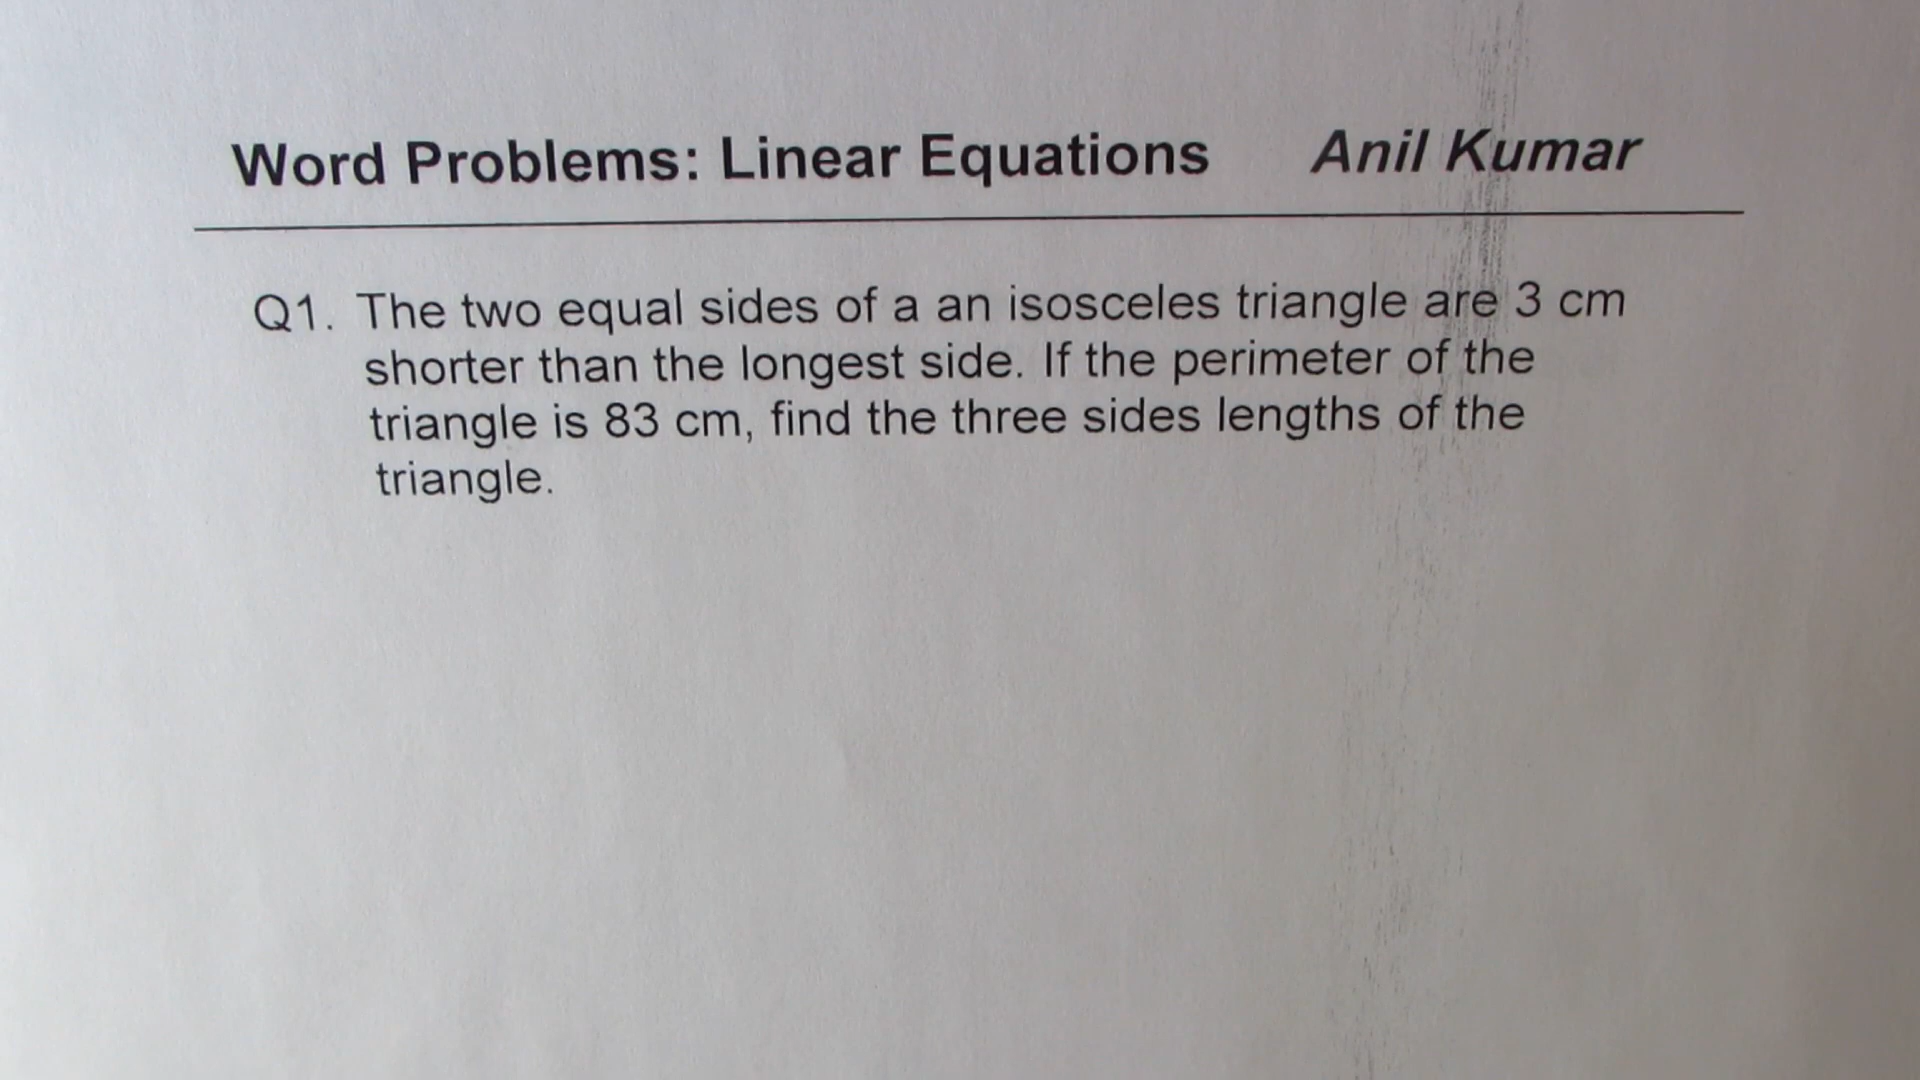 Word Problems: Linear Equations Anil Kumar
Q1. The two equal sides of a an isosceles triangle are 3 cm
shorter than the longest side. If the perimeter of the
triangle is 83 cm, find the three sides lengths of the
triangle.